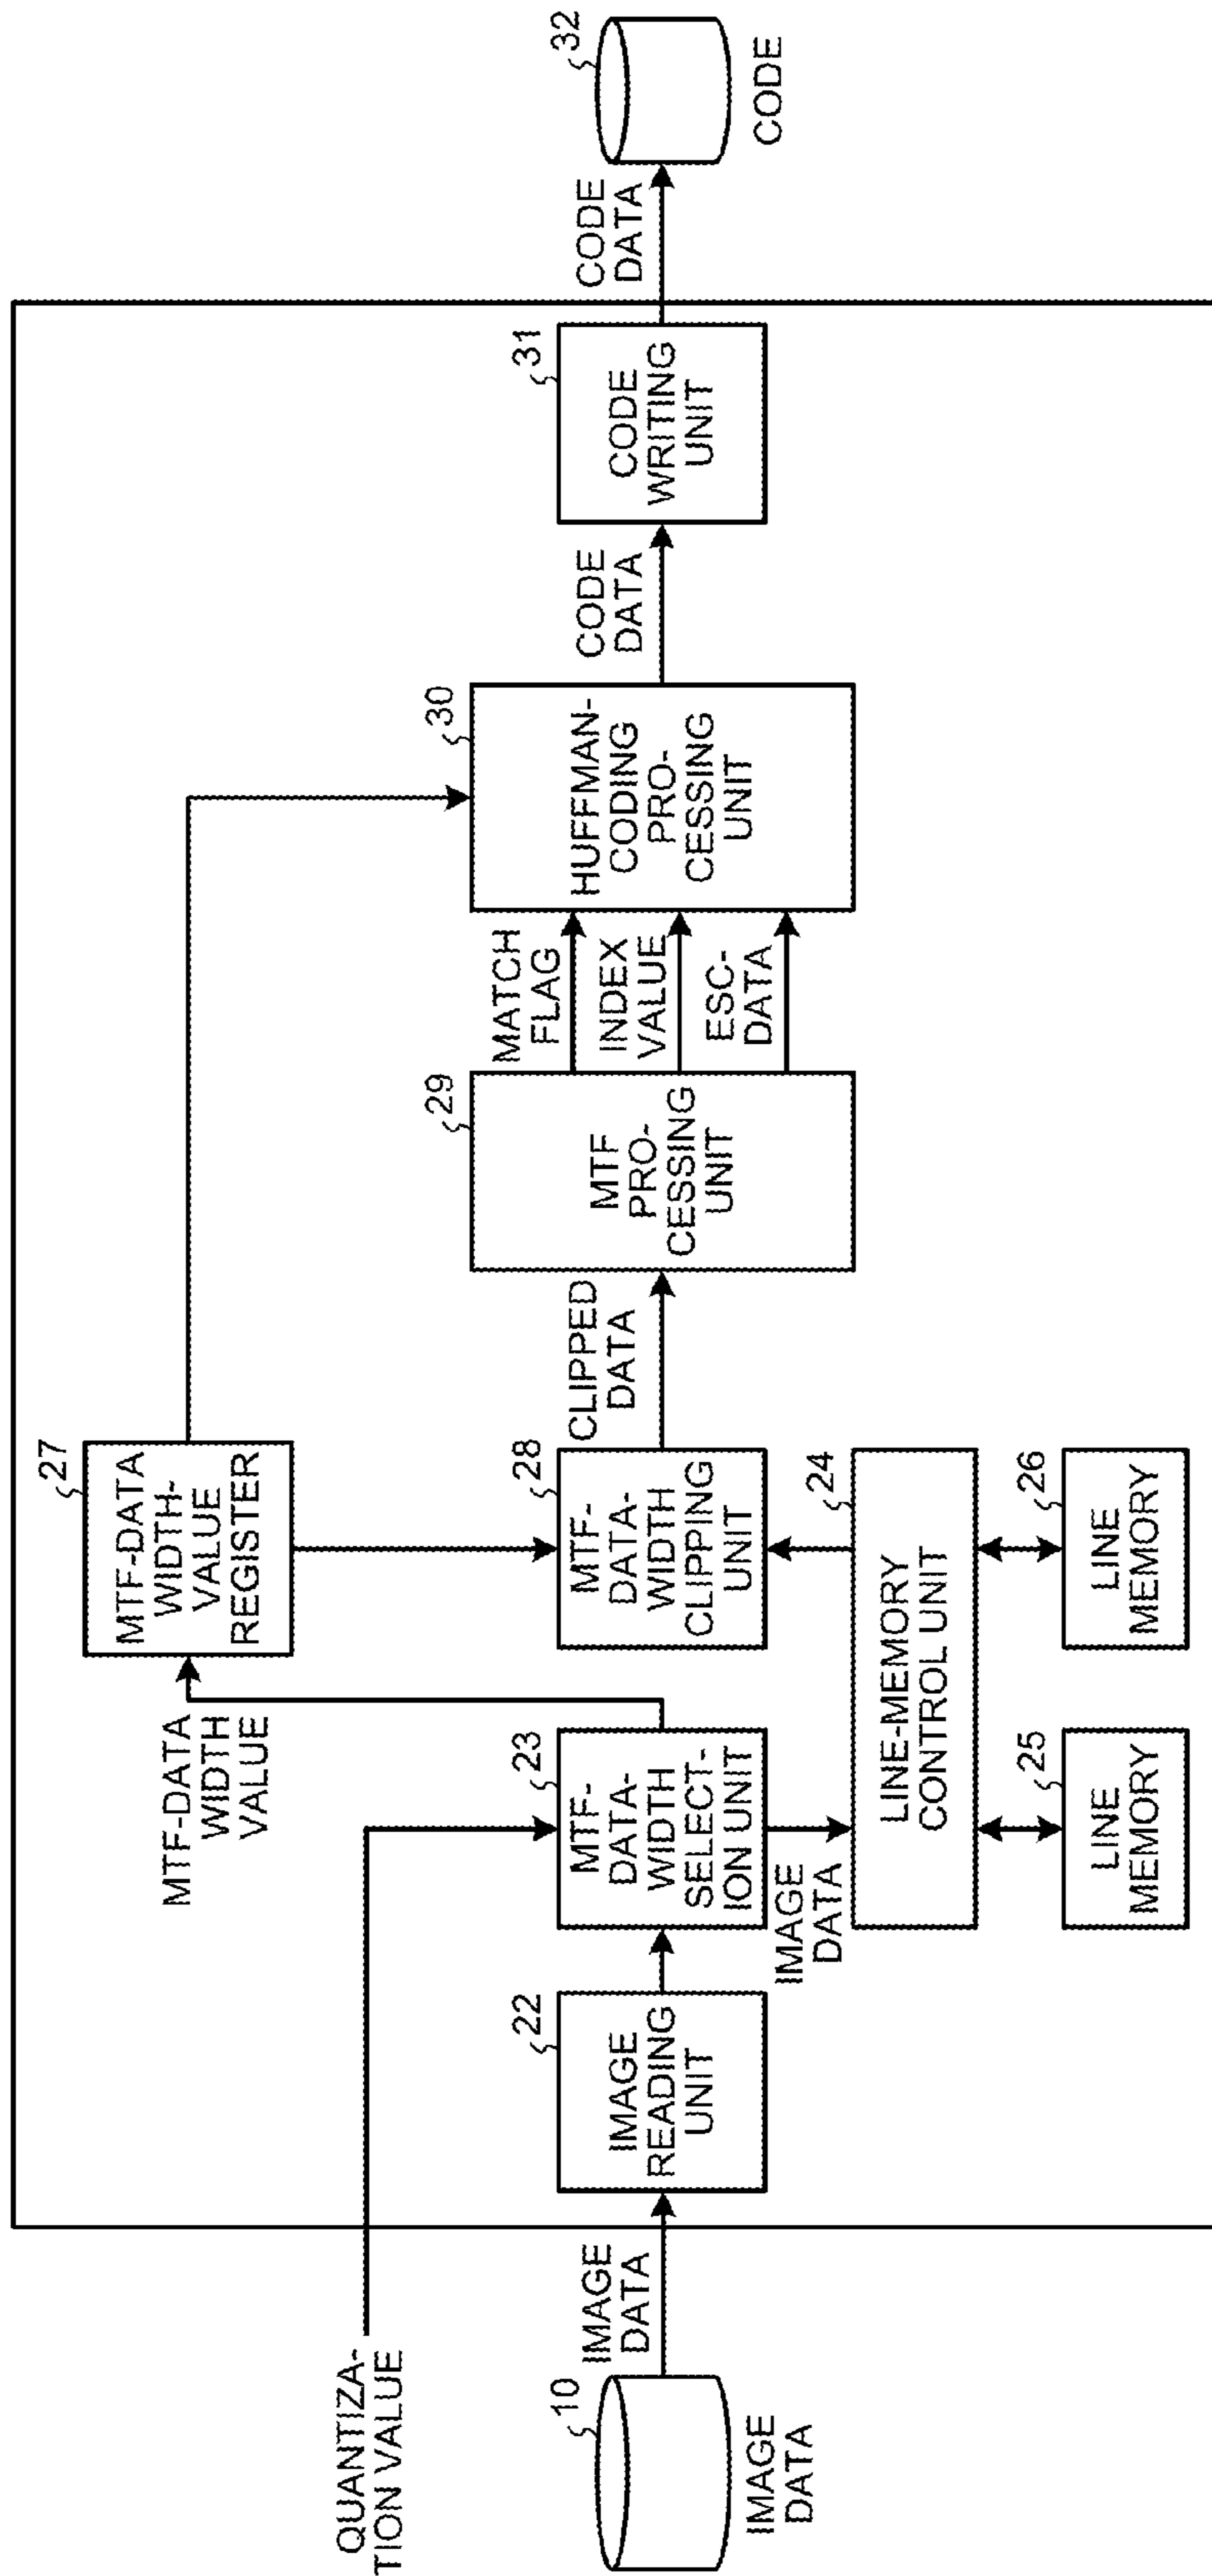 QUANTIZA-
TION VALUE
10
IMAGE
DATA
IMAGE
DATA
22
IMAGE
READING
UNIT
MTF-DATA
WIDTH
VALUE
23
MTF-
DATA-
WIDTH
SELECT-
ION UNIT
IMAGE
DATA
27
MTF-DATA
WIDTH-
VALUE
REGISTER
28
MTF-
DATA-
WIDTH
CLIPPING
UNIT
24
LINE-MEMORY
CONTROL UNIT
25
LINE
MEMORY
26
LINE
MEMORY
CLIPPED
DATA
29
MTF
PRO-
CESSING
UNIT
MATCH
FLAG
INDEX
VALUE
ESC-
DATA
30
HUFFMAN-
CODING
PRO-
CESSING
UNIT
CODE
DATA
31
CODE
WRITING
UNIT
CODE
DATA
32
CODE